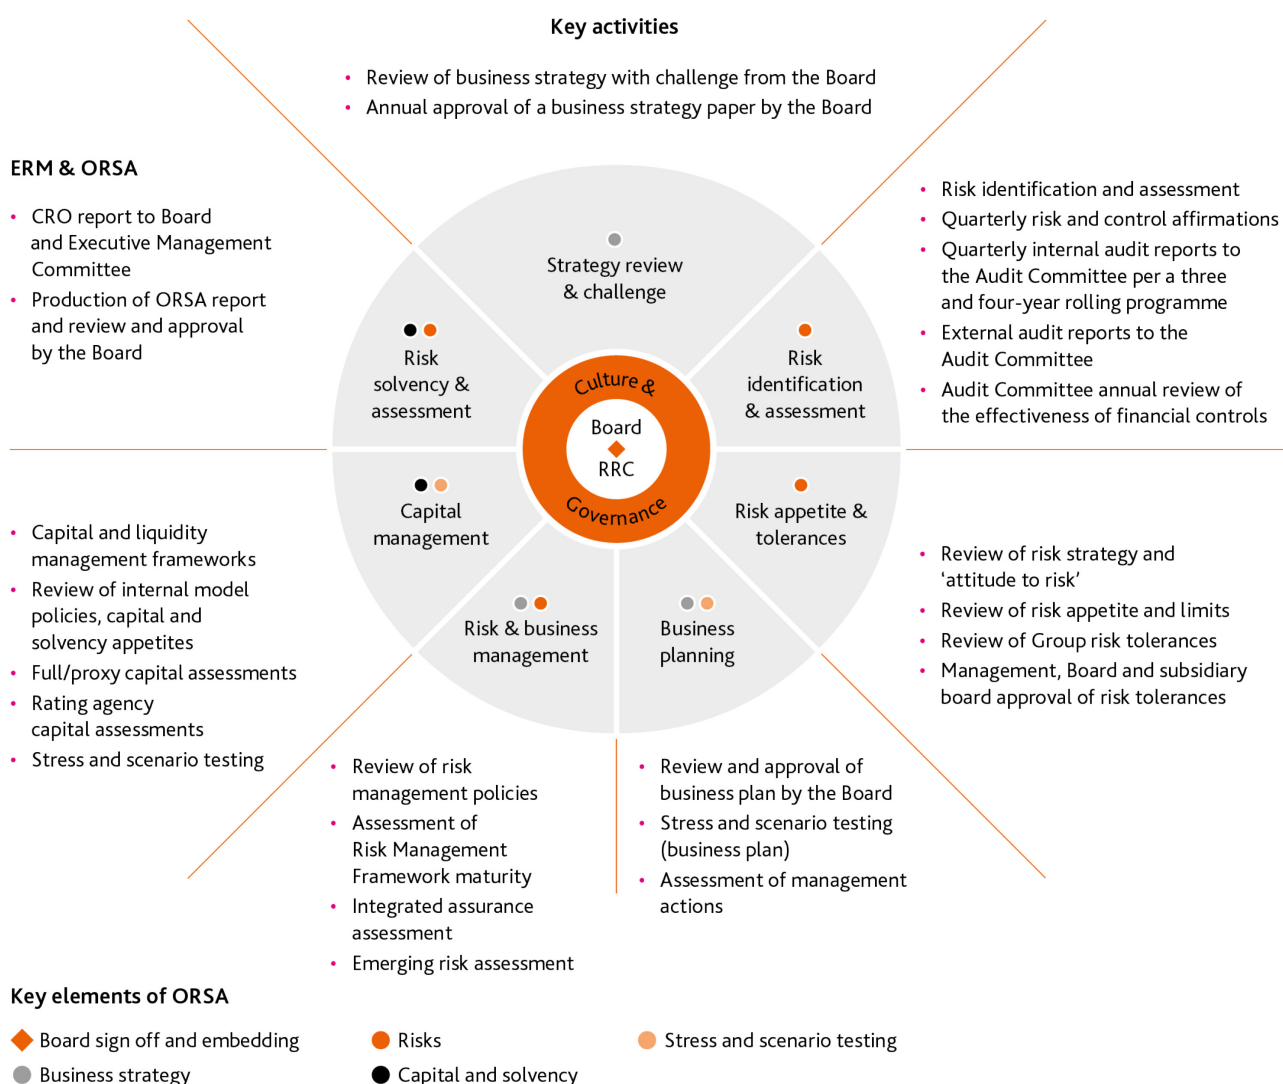 Key activities
• Review of business strategy with challenge from the Board
• Annual approval of a business strategy paper by the Board
ERM & ORSA
• CRO report to Board
and Executive Management
Committee
• Production of ORSA report
and review and approval
by the Board
• Risk identification and assessment
• Quarterly risk and control affirmations
• Quarterly internal audit reports to
the Audit Committee per a three
and four-year rolling programme
• External audit reports to the
Audit Committee
• Audit Committee annual review of
the effectiveness of financial controls
Strategy review
& challenge
Risk
solvency &
assessment
Risk
identification
& assessment
Culture &
Board
RRC
Governance
Capital
management
Risk appetite &
tolerances
Risk & business
management
Business
planning
• Capital and liquidity
management frameworks
• Review of internal model
policies, capital and
solvency appetites
• Full/proxy capital assessments
• Rating agency
capital assessments
• Stress and scenario testing
• Review of risk strategy and
‘attitude to risk’
• Review of risk appetite and limits
• Review of Group risk tolerances
• Management, Board and subsidiary
board approval of risk tolerances
• Review of risk
management policies
• Assessment of
Risk Management
Framework maturity
• Integrated assurance
assessment
• Emerging risk assessment
• Review and approval of
business plan by the Board
• Stress and scenario testing
(business plan)
• Assessment of management
actions
Key elements of ORSA
Board sign off and embedding
Risks
Stress and scenario testing
Business strategy
Capital and solvency